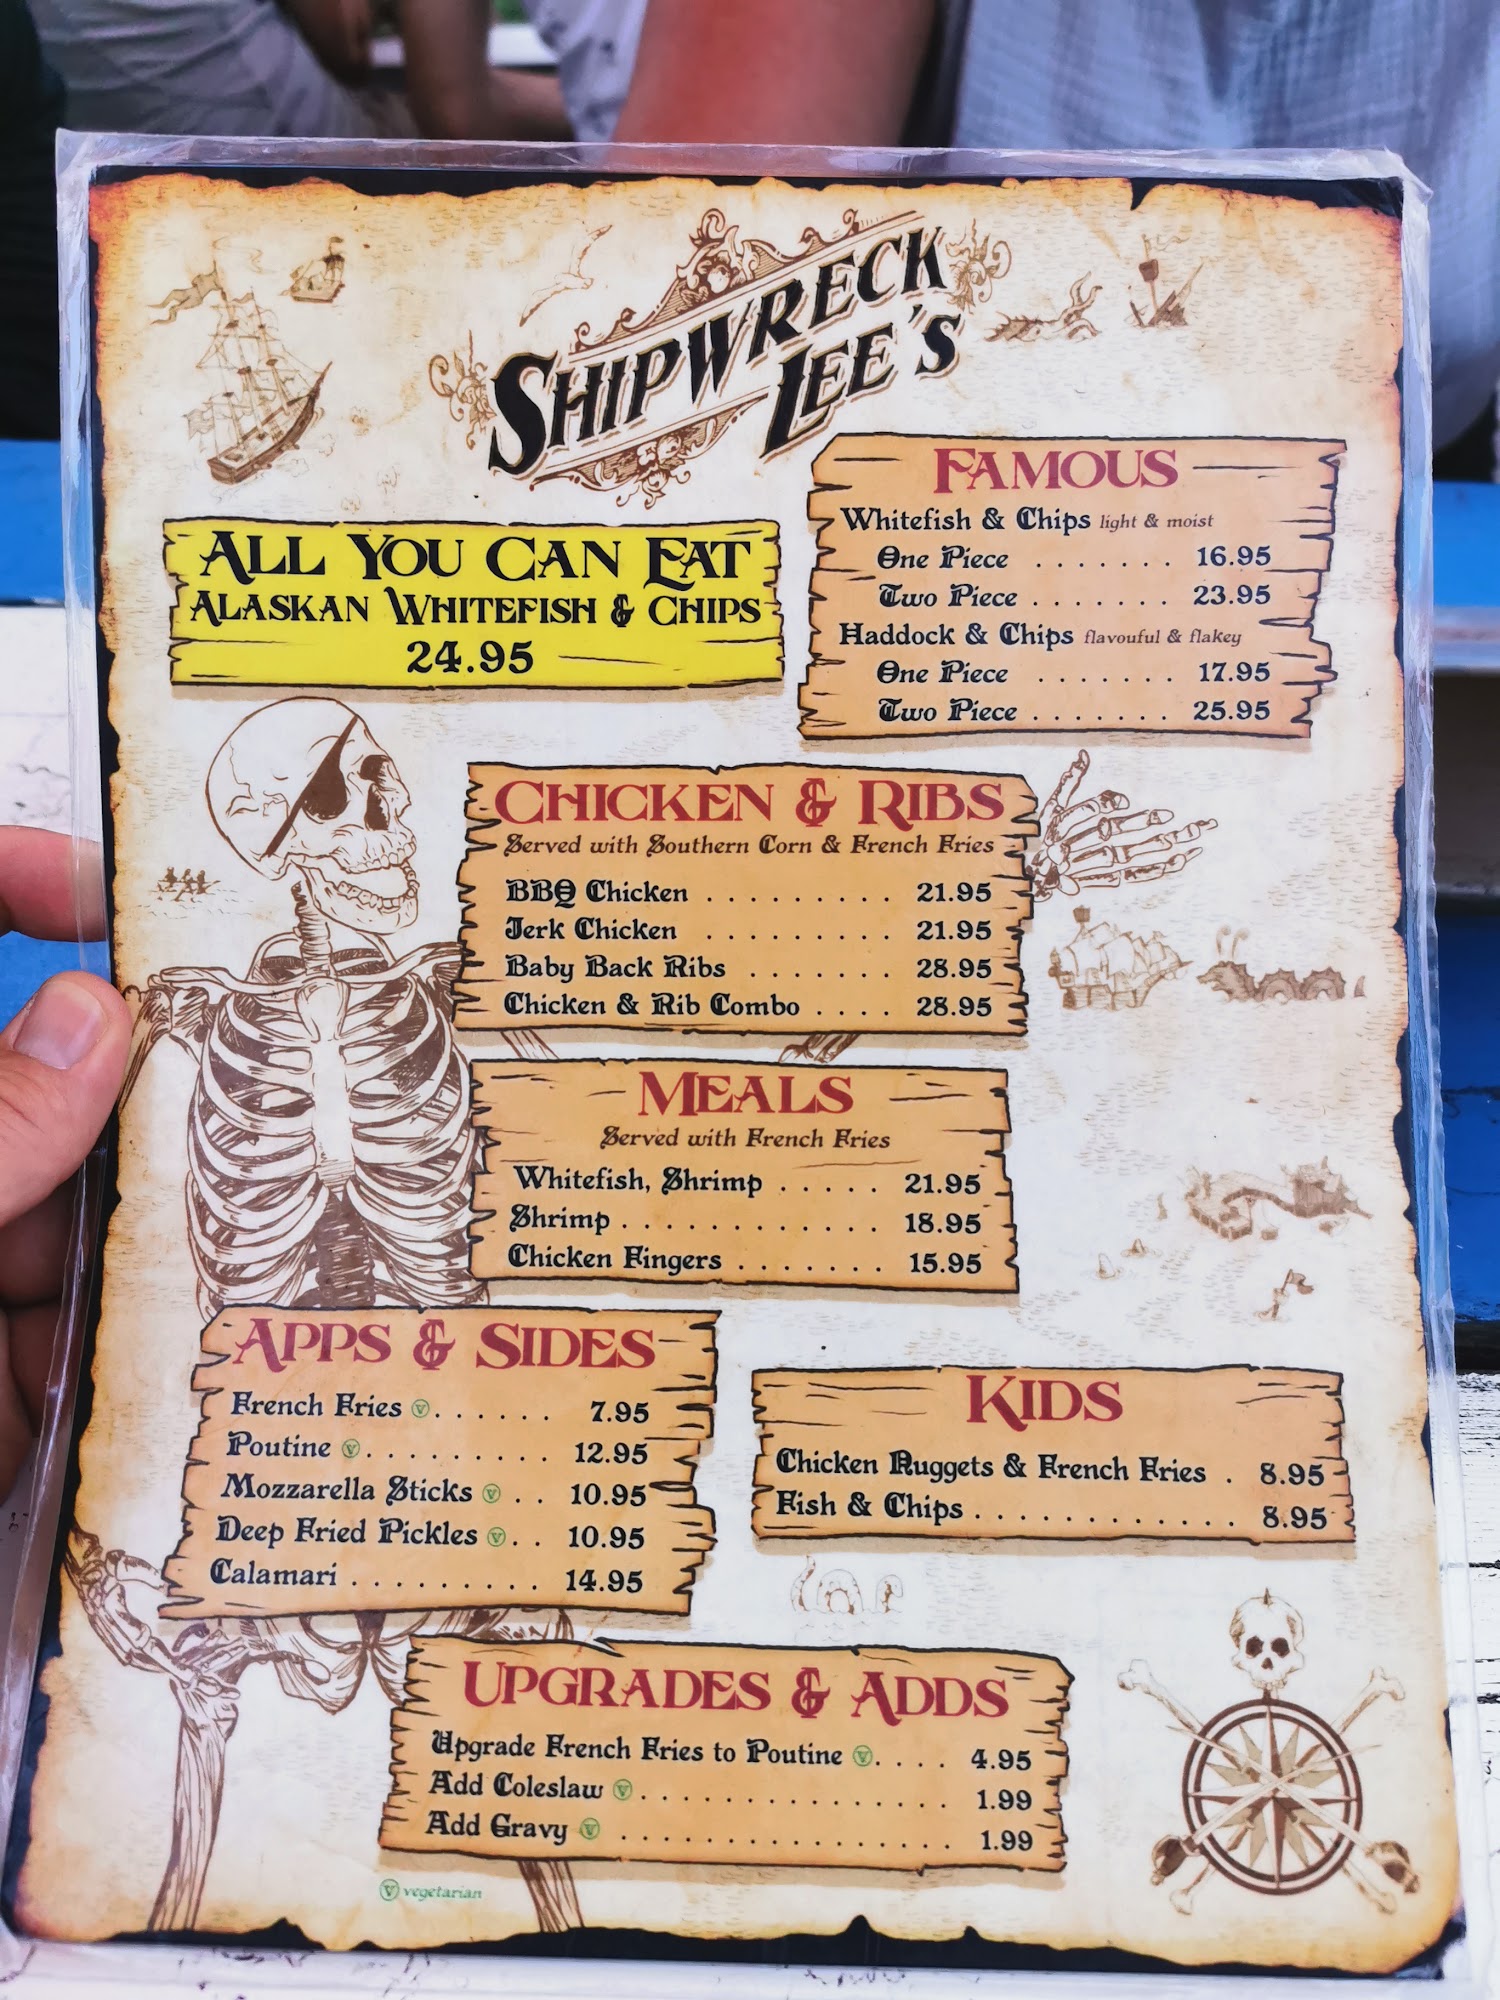 SHIPWRECK
LEE'S
ALL YOU CAN EAT
ALASKAN WHITEFISH & CHIPS
24.95
FAMOUS
Whitefish & Chips light & moist
One Piece . . . . . . . 16.95
Two Piece . . . . . . . 23.95
Haddock & Chips flavouful & flakey
One Piece . . . . . . . 17.95
Two Piece . . . . . . . 25.95
CHICKEN & RIBS
Served with Southern Corn & French Fries
BBQ Chicken . . . . . . . . . 21.95
Jerk Chicken . . . . . . . . . 21.95
Baby Back Ribs . . . . . . . 28.95
Chicken & Rib Combo . . . . 28.95
MEALS
Served with French Fries
Whitefish, Shrimp . . . . . 21.95
Shrimp . . . . . . . . . . . . 18.95
Chicken Fingers . . . . . . . 15.95
APPS & SIDES
French Fries V . . . . . . 7.95
Poutine V . . . . . . . . . 12.95
Mozzarella Sticks V . . 10.95
Deep Fried Pickles V . . 10.95
Calamari . . . . . . . . . 14.95
KIDS
Chicken Nuggets & French Fries . 8.95
Fish & Chips . . . . . . . . . . . . 8.95
UPGRADES & ADDS
Upgrade French Fries to Poutine V . . . . 4.95
Add Coleslaw V . . . . . . . . . . . . . . . 1.99
Add Gravy V . . . . . . . . . . . . . . . . 1.99
V vegetarian